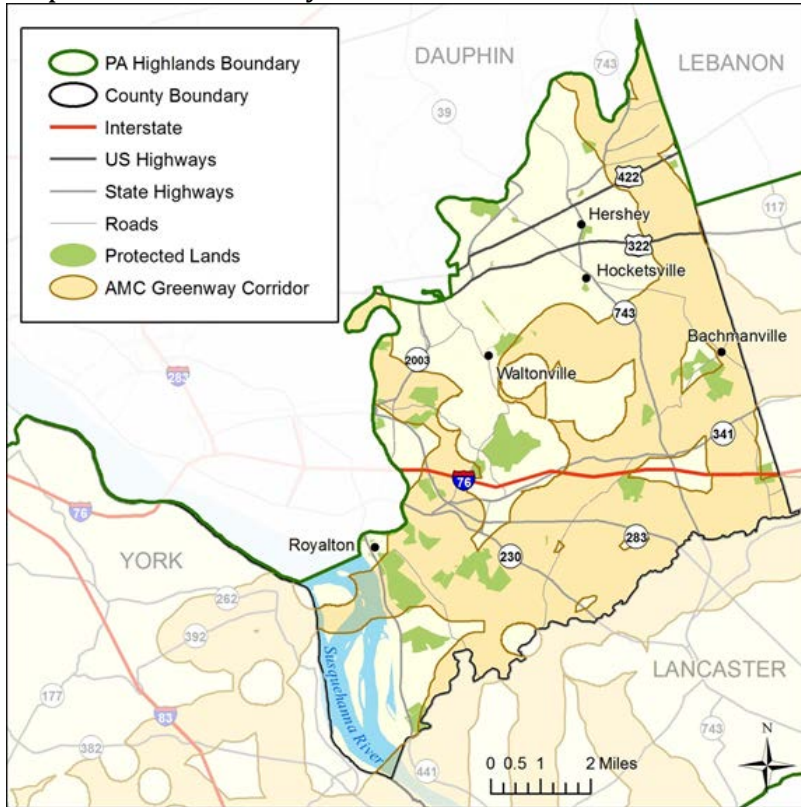 PA Highlands Boundary
County Boundary
Interstate
US Highways
State Highways
Roads
Protected Lands
AMC Greenway Corridor
DAUPHIN
743
LEBANON
39
422
117
Hershey
322
Hocketsville
743
Bachmanville
2003
Waltonville
283
341
76
76
Royalton
283
230
YORK
262
392
Susquehanna River
LANCASTER
177
83
743
382
441
N
0 0.5 1 2 Miles